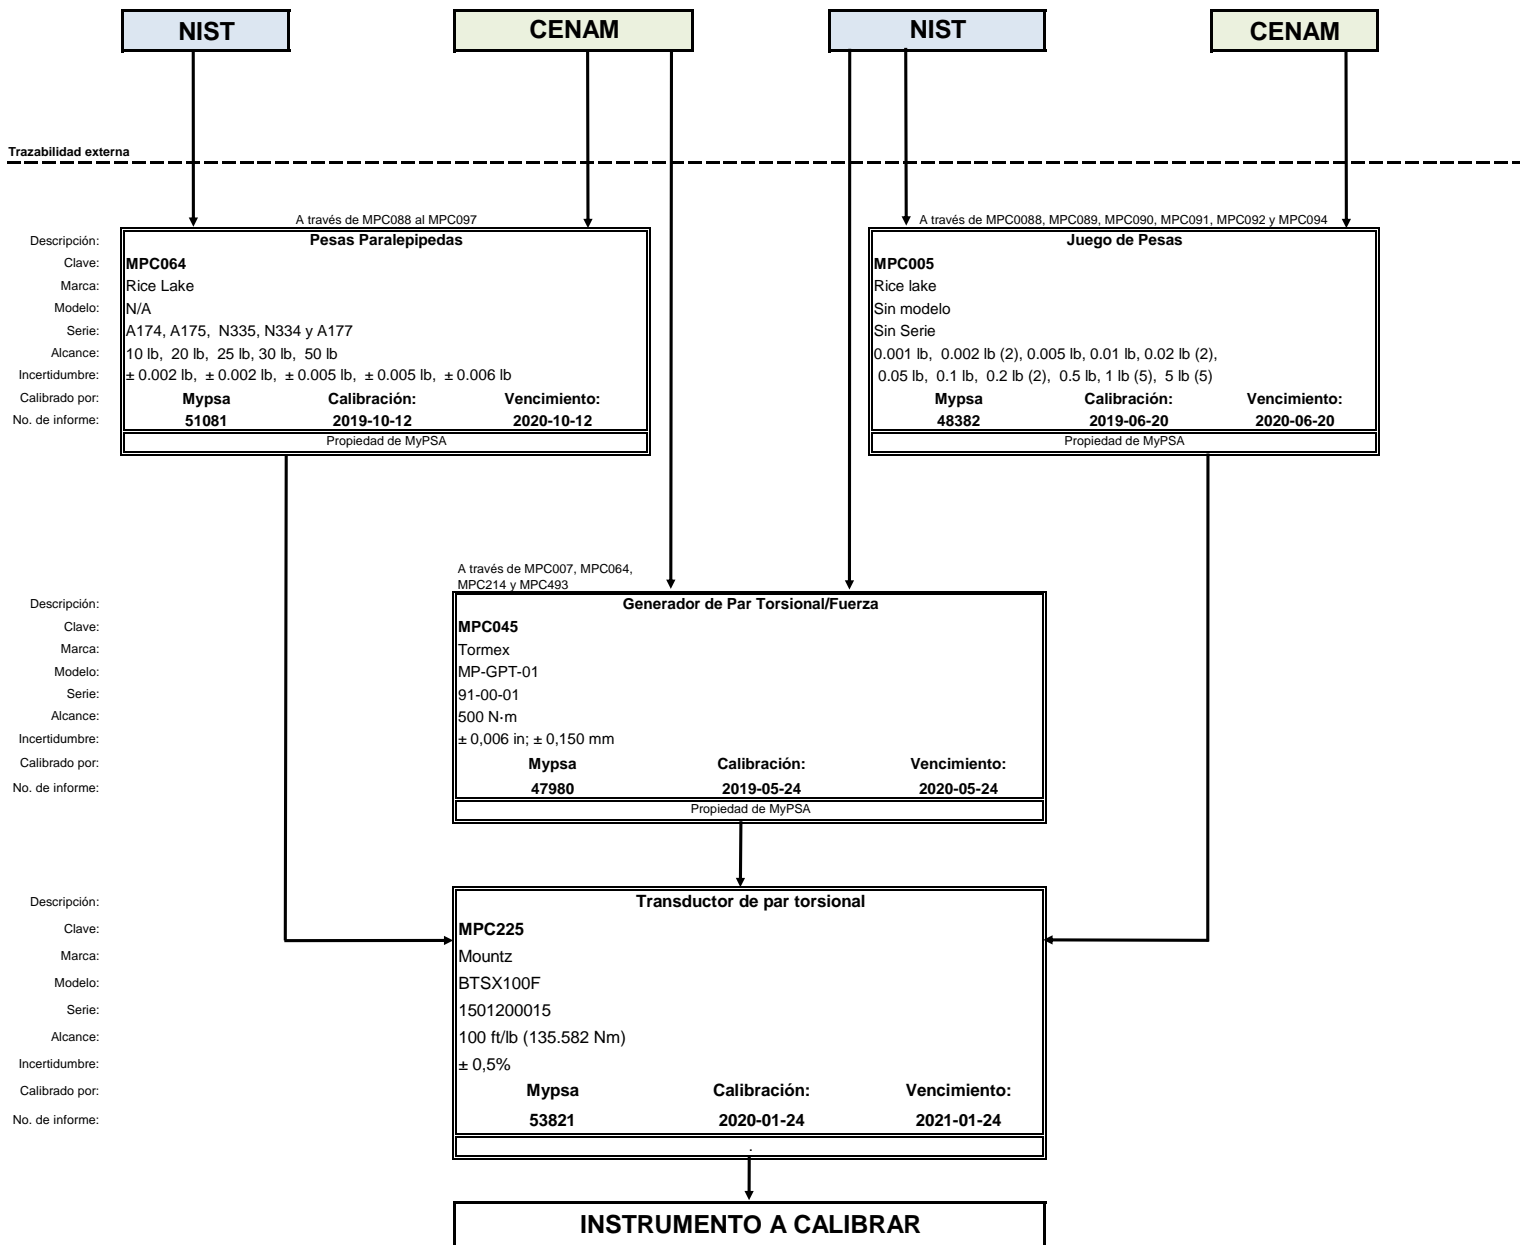 NIST
CENAM
NIST
CENAM
Trazabilidad externa
A través de MPC088 al MPC097
Descripción: Pesas Paralepipedas
Clave: MPC064
Marca: Rice Lake
Modelo: N/A
Serie: A174, A175, N335, N334 y A177
Alcance: 10 lb, 20 lb, 25 lb, 30 lb, 50 lb
Incertidumbre: ± 0.002 lb, ± 0.002 lb, ± 0.005 lb, ± 0.005 lb, ± 0.006 lb
Calibrado por: Mypsa Calibración: Vencimiento:
No. de informe: 51081 2019-10-12 2020-10-12
Propiedad de MyPSA
A través de MPC0088, MPC089, MPC090, MPC091, MPC092 y MPC094
Juego de Pesas
MPC005
Rice lake
Sin modelo
Sin Serie
0.001 lb, 0.002 lb (2), 0.005 lb, 0.01 lb, 0.02 lb (2),
0.05 lb, 0.1 lb, 0.2 lb (2), 0.5 lb, 1 lb (5), 5 lb (5)
Mypsa Calibración: Vencimiento:
48382 2019-06-20 2020-06-20
Propiedad de MyPSA
A través de MPC007, MPC064,
MPC214 y MPC493
Descripción: Generador de Par Torsional/Fuerza
Clave: MPC045
Marca: Tormex
Modelo: MP-GPT-01
Serie: 91-00-01
Alcance: 500 N·m
Incertidumbre: ± 0,006 in; ± 0,150 mm
Calibrado por: Mypsa Calibración: Vencimiento:
No. de informe: 47980 2019-05-24 2020-05-24
Propiedad de MyPSA
Descripción: Transductor de par torsional
Clave: MPC225
Marca: Mountz
Modelo: BTSX100F
Serie: 1501200015
Alcance: 100 ft/lb (135.582 Nm)
Incertidumbre: ± 0,5%
Calibrado por: Mypsa Calibración: Vencimiento:
No. de informe: 53821 2020-01-24 2021-01-24
.
INSTRUMENTO A CALIBRAR